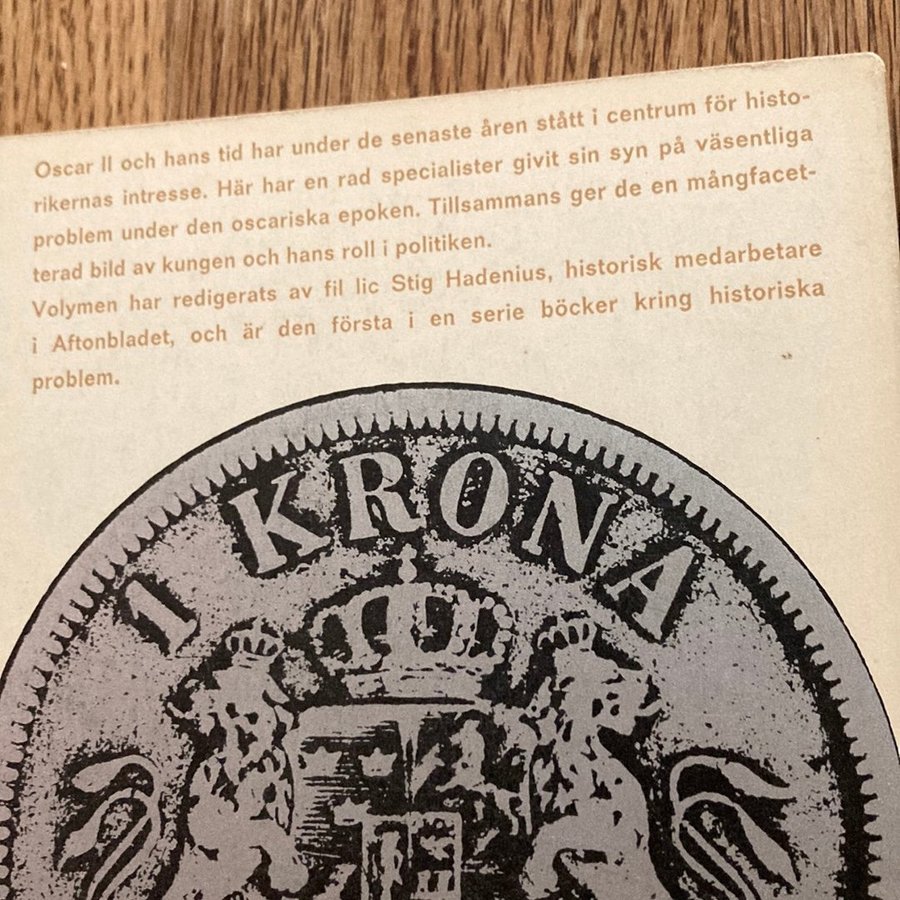 Oscar II och hans tid har under de senaste åren stått i centrum för histo-
rikernas intresse. Här har en rad specialister givit sin syn på väsentliga
problem under den oscariska epoken. Tillsammans ger de en mångfacet-
terad bild av kungen och hans roll i politiken.
Volymen har redigerats av fil lic Stig Hadenius, historisk medarbetare
i Aftonbladet, och är den första i en serie böcker kring historiska
problem.
1 KRONA